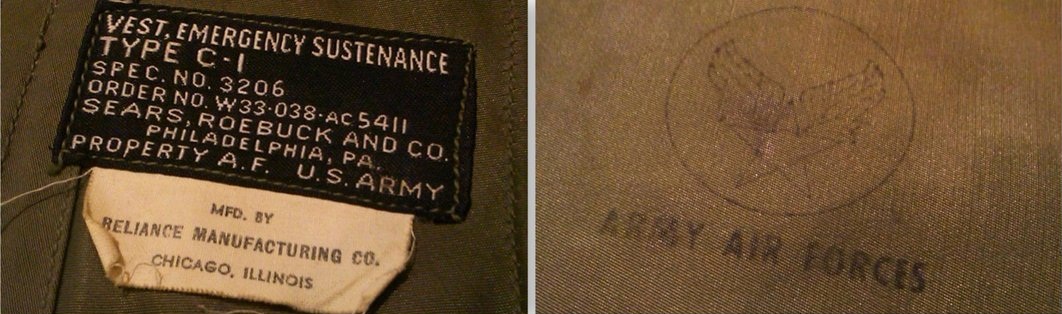 VEST, EMERGENCY SUSTENANCE
TYPE C-1
SPEC. NO. 3206
ORDER NO. W33-038-AC5411
SEARS, ROEBUCK AND CO.
PHILADELPHIA, PA.
PROPERTY A.F. U.S. ARMY
MFD. BY
RELIANCE MANUFACTURING CO.
CHICAGO, ILLINOIS
ARMY AIR FORCES